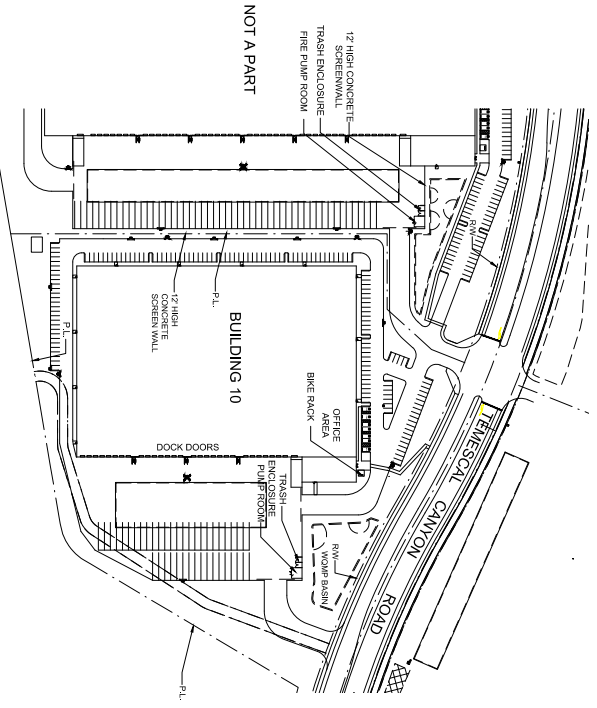 NOT A PART
12' HIGH CONCRETE
SCREENWALL
TRASH ENCLOSURE
FIRE PUMP ROOM
R/W
P.L.
12' HIGH
CONCRETE
SCREEN WALL
P.L.
BUILDING 10
OFFICE
AREA
BIKE RACK
DOCK DOORS
TRASH
ENCLOSURE
PUMP ROOM
R/W
WQMP BASIN
TEMESCAL CANYON ROAD
P.L.